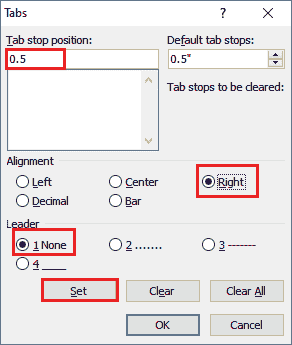 Tabs ? ×
Tab stop position: Default tab stops:
0.5 0.5"
Tab stops to be cleared:
Alignment
Left Center Right
Decimal Bar
Leader
1 None 2 ....... 3 -------
4 ____
Set Clear Clear All
OK Cancel